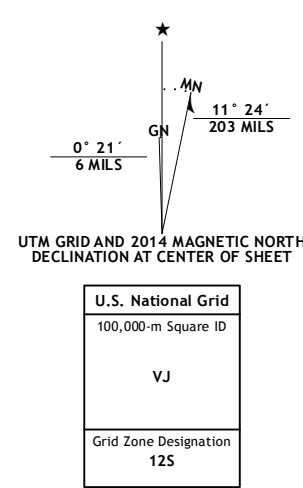 ★
MN
GN
11° 24´
203 MILS
0° 21´
6 MILS
UTM GRID AND 2014 MAGNETIC NORTH
DECLINATION AT CENTER OF SHEET
U.S. National Grid
100,000-m Square ID
VJ
Grid Zone Designation
12S